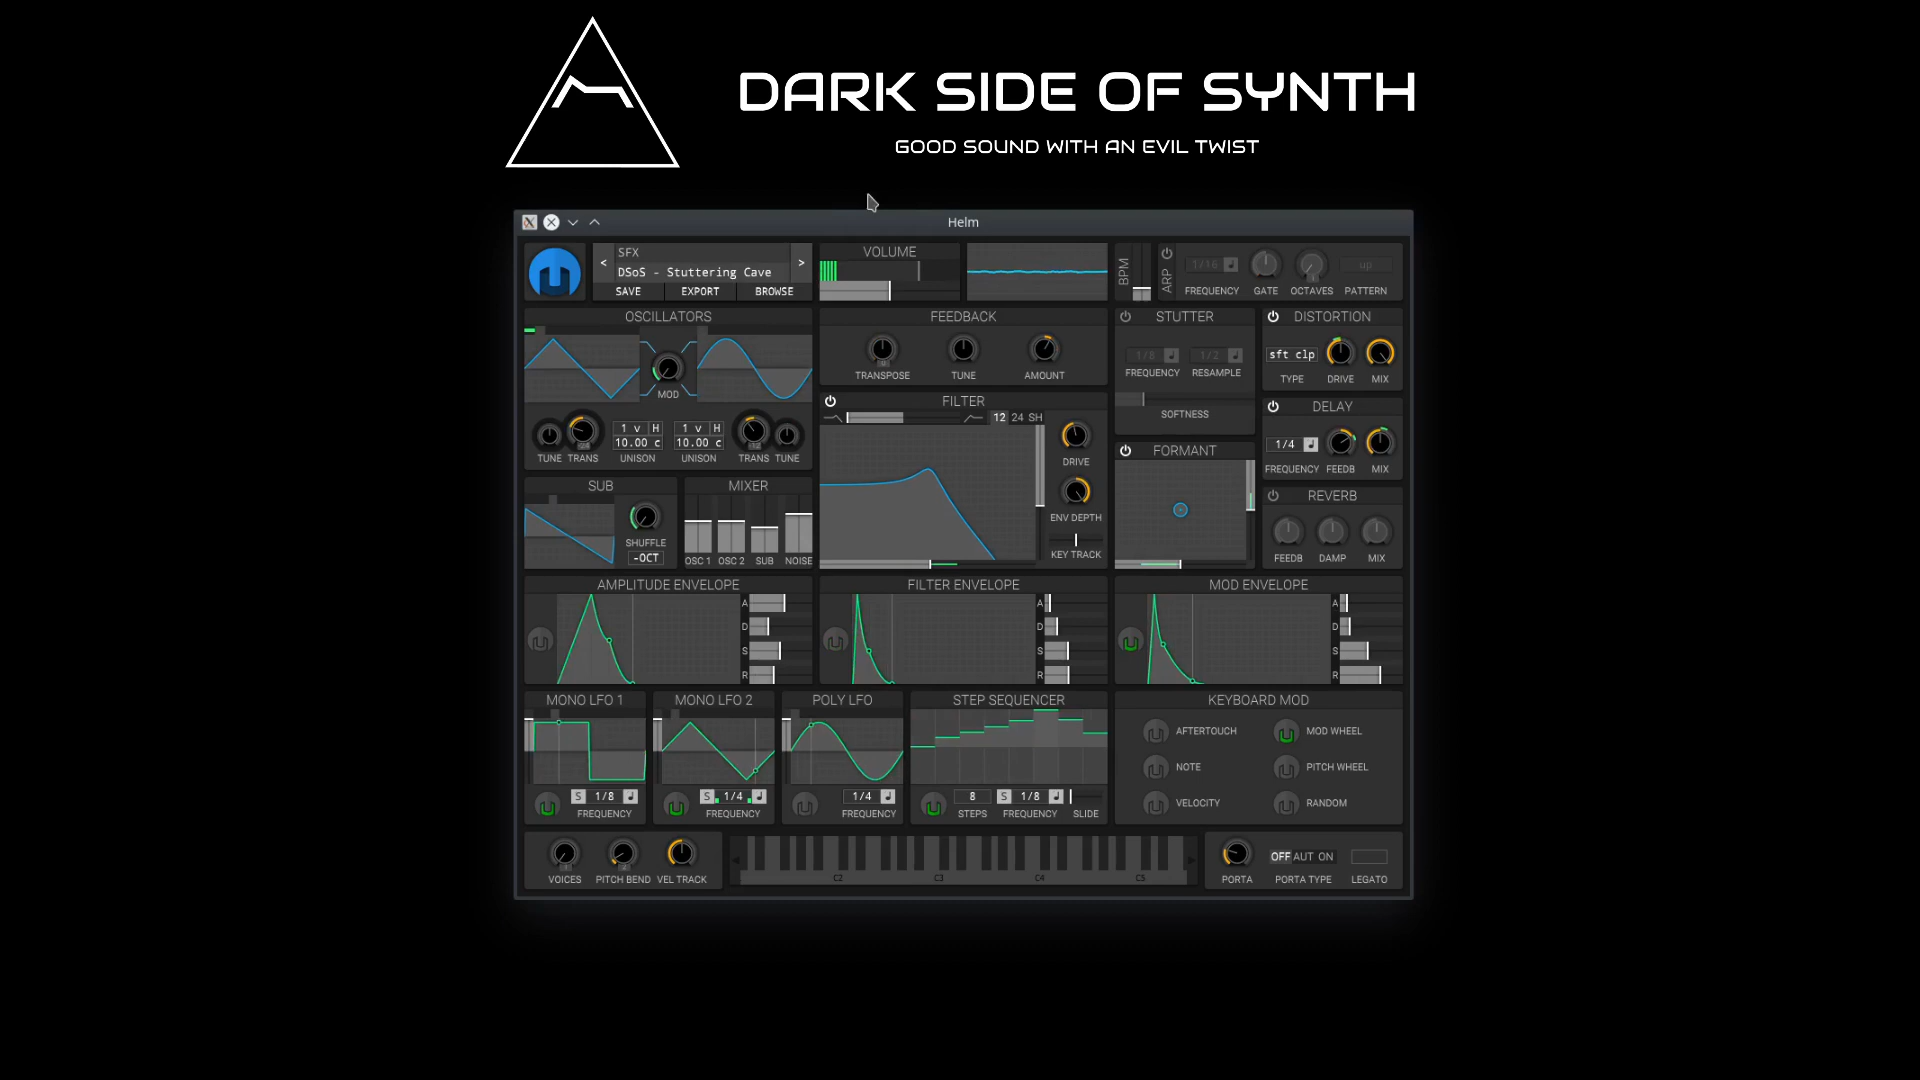 DARK SIDE OF SYNTH
GOOD SOUND WITH AN EVIL TWIST
Helm
SFX
< DSoS - Stuttering Cave >
SAVE EXPORT BROWSE
VOLUME
BPM
ARP
1/16 up
FREQUENCY GATE OCTAVES PATTERN
OSCILLATORS
MOD
1 v H 1 v H
10.00 c 10.00 c
TUNE TRANS UNISON UNISON TRANS TUNE
FEEDBACK
TRANSPOSE TUNE AMOUNT
STUTTER
1/8 1/2
FREQUENCY RESAMPLE
SOFTNESS
DISTORTION
sft clp
TYPE DRIVE MIX
SUB
SHUFFLE
-OCT
MIXER
OSC 1 OSC 2 SUB NOISE
FILTER
12 24 SH
DRIVE
ENV DEPTH
KEY TRACK
FORMANT
DELAY
1/4
FREQUENCY FEEDB MIX
REVERB
FEEDB DAMP MIX
AMPLITUDE ENVELOPE
A
D
S
R
FILTER ENVELOPE
A
D
S
R
MOD ENVELOPE
A
D
S
R
MONO LFO 1
S 1/8
FREQUENCY
MONO LFO 2
S 1/4
FREQUENCY
POLY LFO
1/4
FREQUENCY
STEP SEQUENCER
8 S 1/8
STEPS FREQUENCY SLIDE
KEYBOARD MOD
AFTERTOUCH MOD WHEEL
NOTE PITCH WHEEL
VELOCITY RANDOM
VOICES PITCH BEND VEL TRACK
C2 C3 C4 C5
OFF AUT ON
PORTA PORTA TYPE LEGATO